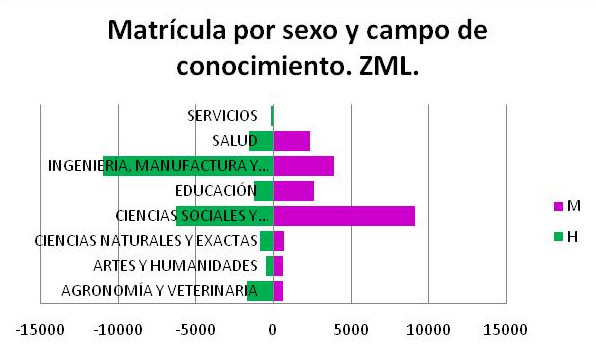 Matrícula por sexo y campo de
conocimiento. ZML.
SERVICIOS
SALUD
INGENIERÍA, MANUFACTURA Y...
EDUCACIÓN
CIENCIAS SOCIALES Y...
CIENCIAS NATURALES Y EXACTAS
ARTES Y HUMANIDADES
AGRONOMÍA Y VETERINARIA
M
H
-15000 -10000 -5000 0 5000 10000 15000